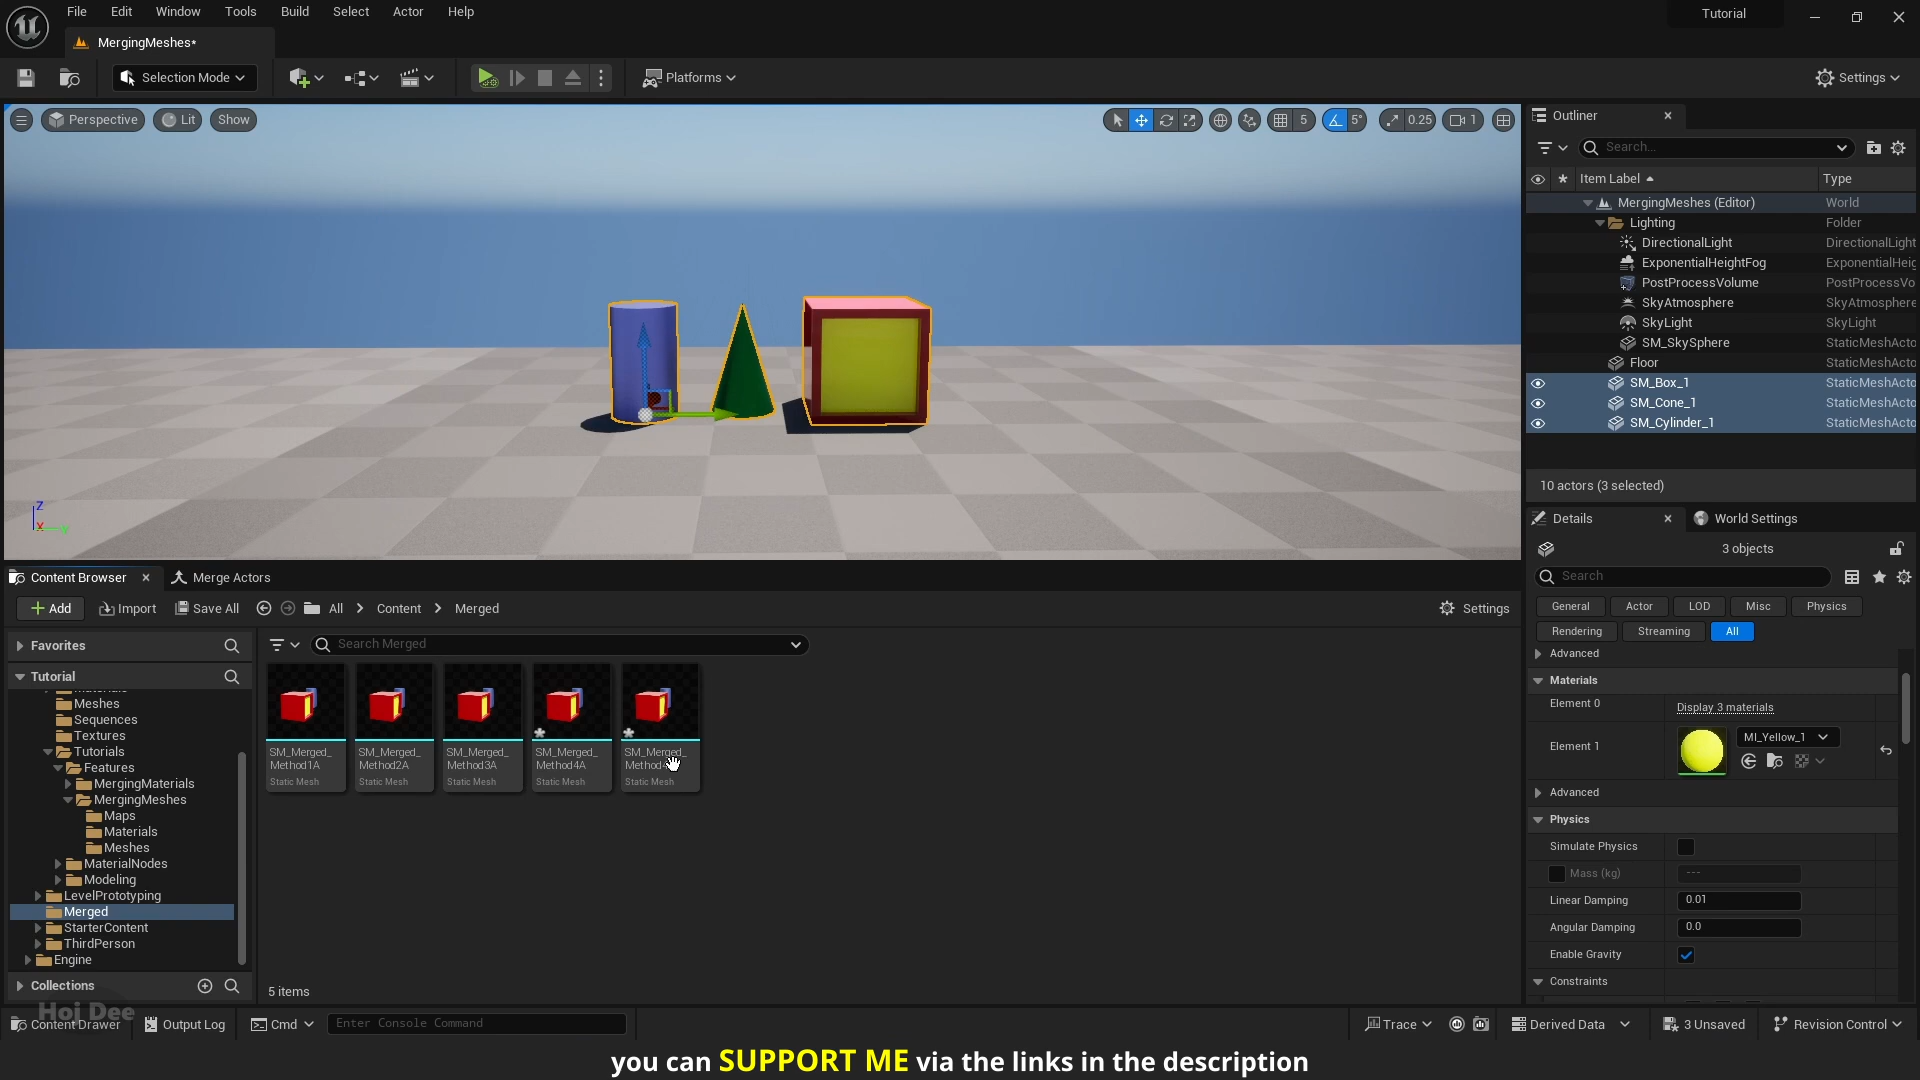 File Edit Window Tools Build Select Actor Help
Tutorial
MergingMeshes*
Selection Mode
Platforms
Settings
Perspective Lit Show
5 5° 0.25 1
Outliner
Search...
Item Label Type
MergingMeshes (Editor) World
Lighting Folder
DirectionalLight DirectionalLight
ExponentialHeightFog ExponentialHeig
PostProcessVolume PostProcessVo
SkyAtmosphere SkyAtmosphere
SkyLight SkyLight
SM_SkySphere StaticMeshActo
Floor StaticMeshActo
SM_Box_1 StaticMeshActo
SM_Cone_1 StaticMeshActo
SM_Cylinder_1 StaticMeshActo
10 actors (3 selected)
Z
X Y
Details World Settings
3 objects
Search
General Actor LOD Misc Physics
Rendering Streaming All
Advanced
Materials
Element 0 Display 3 materials
Element 1 MI_Yellow_1
Advanced
Physics
Simulate Physics
Mass (kg) ---
Linear Damping 0.01
Angular Damping 0.0
Enable Gravity
Constraints
Content Browser Merge Actors
Add Import Save All All Content Merged Settings
Favorites
Tutorial
Meshes
Sequences
Textures
Tutorials
Features
MergingMaterials
MergingMeshes
Maps
Materials
Meshes
MaterialNodes
Modeling
LevelPrototyping
Merged
StarterContent
ThirdPerson
Engine
Collections
Search Merged
SM_Merged_ SM_Merged_ SM_Merged_ SM_Merged_ SM_Merged_
Method1A Method2A Method3A Method4A Method
Static Mesh Static Mesh Static Mesh Static Mesh Static Mesh
5 items
Hoj Dee
Content Drawer Output Log Cmd Enter Console Command Trace Derived Data 3 Unsaved Revision Control
you can SUPPORT ME via the links in the description